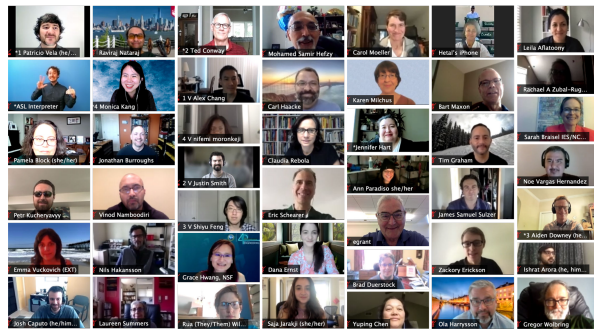 *1 Patricio Vela (he/...
Raviraj Nataraj
*2 Ted Conway
Mohamed Samir Hefzy
Carol Moeller
Hetal's iPhone
Leila Aflatoony
*ASL Interpreter
*4 Monica Kang
1 V Alex Chang
Carl Haacke
Karen Milchus
Bart Maxon
Rachael A Zubal-Rug...
Pamela Block (she/her)
Jonathan Burroughs
4 V nifemi moronkeji
Claudia Rebola
*Jennifer Hart
Tim Graham
Sarah Braisel IES/NC...
Petr Kucheryavyy
Vinod Namboodiri
2 V Justin Smith
Eric Schearer
Ann Paradiso she/her
James Samuel Sulzer
Noe Vargas Hernandez
Emma Vuckovich (EXT)
Nils Hakansson
3 V Shiyu Feng
Dana Ernst
egrant
Zackory Erickson
*3 Aiden Downey (he...
Josh Caputo (he/him...
Laureen Summers
Grace Hwang, NSF
Saja Jarakji (she/her)
Brad Duerstock
Ola Harrysson
Ishrat Arora (he, him...
Rúa (They/Them) Wil...
Yuping Chen
Gregor Wolbring